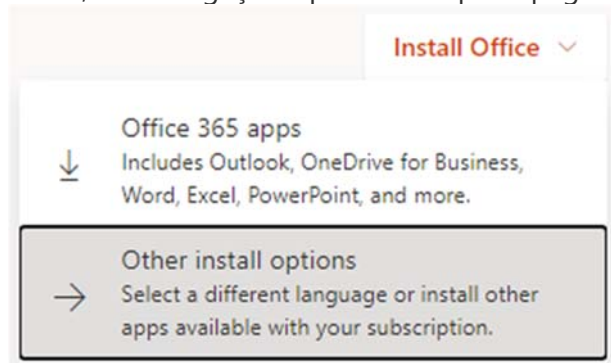 Install Office
Office 365 apps
Includes Outlook, OneDrive for Business,
Word, Excel, PowerPoint, and more.
Other install options
Select a different language or install other
apps available with your subscription.